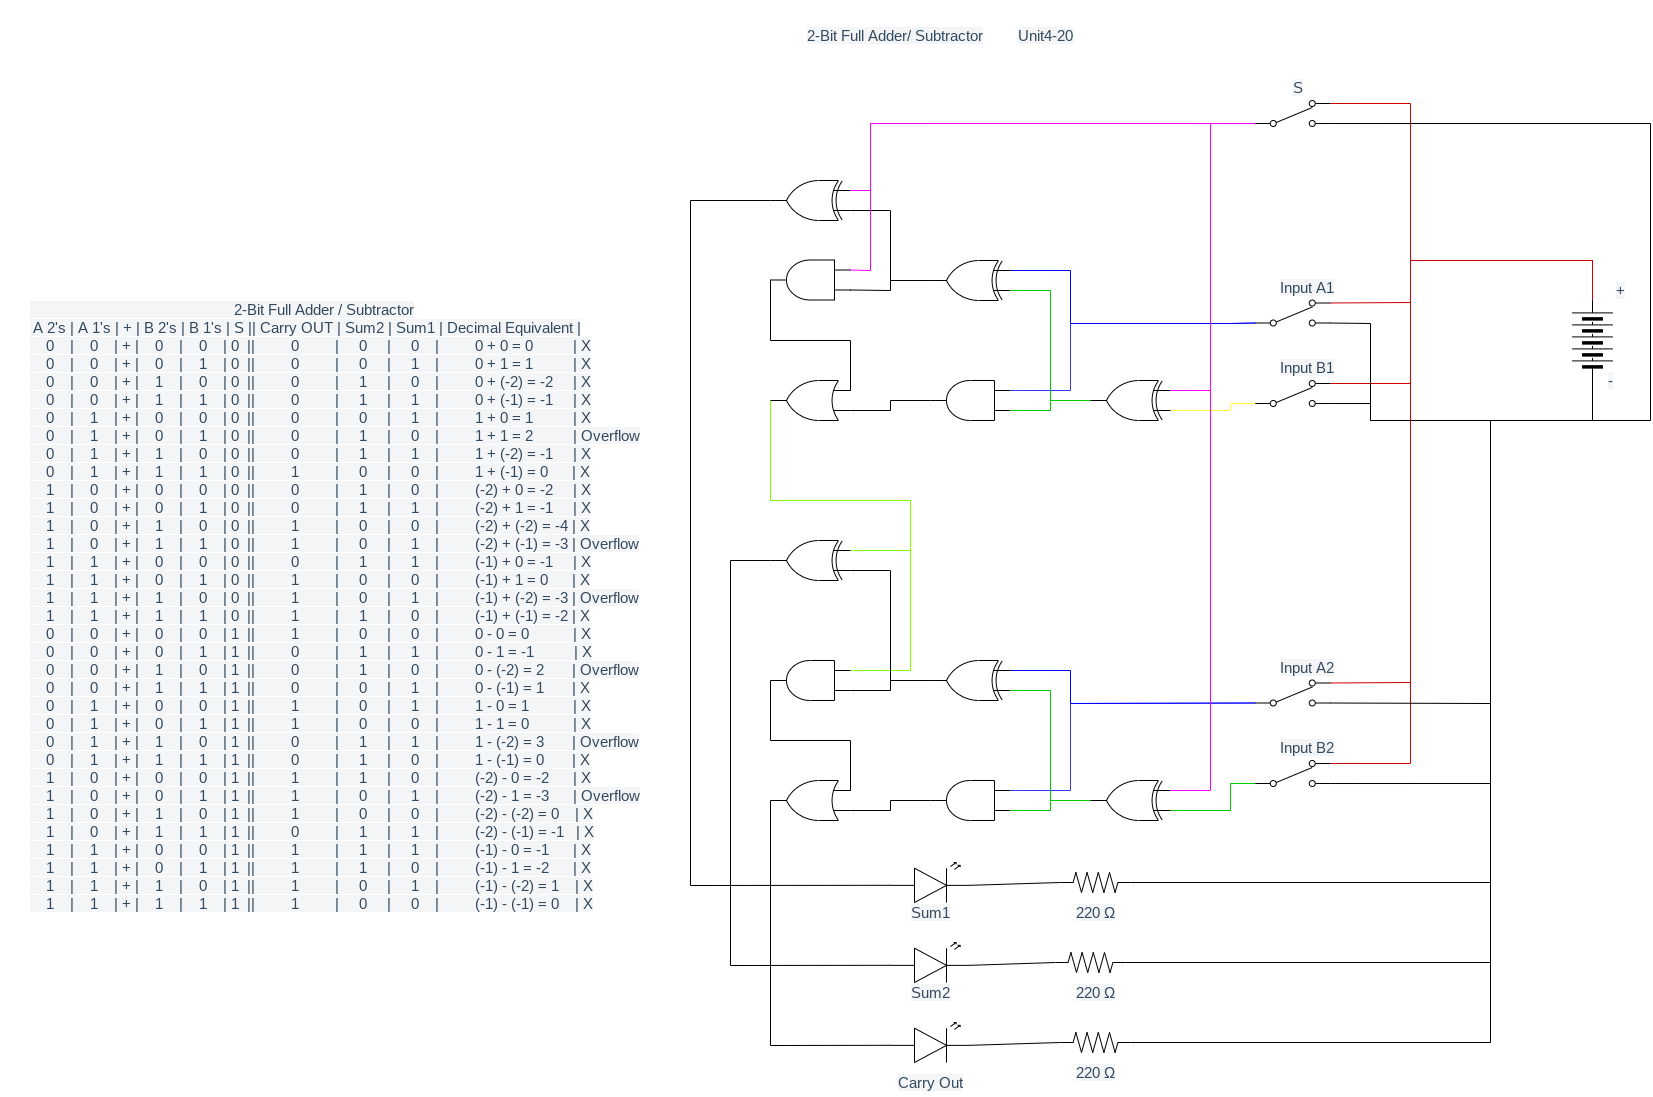 2-Bit Full Adder/ Subtractor Unit4-20
S
Input A1
+
Input B1
-
2-Bit Full Adder / Subtractor
A 2's | A 1's | + | B 2's | B 1's | S || Carry OUT | Sum2 | Sum1 | Decimal Equivalent |
0 | 0 | + | 0 | 0 | 0 || 0 | 0 | 0 | 0 + 0 = 0 | X
0 | 0 | + | 0 | 1 | 0 || 0 | 0 | 1 | 0 + 1 = 1 | X
0 | 0 | + | 1 | 0 | 0 || 0 | 1 | 0 | 0 + (-2) = -2 | X
0 | 0 | + | 1 | 1 | 0 || 0 | 1 | 1 | 0 + (-1) = -1 | X
0 | 1 | + | 0 | 0 | 0 || 0 | 0 | 1 | 1 + 0 = 1 | X
0 | 1 | + | 0 | 1 | 0 || 0 | 1 | 0 | 1 + 1 = 2 | Overflow
0 | 1 | + | 1 | 0 | 0 || 0 | 1 | 1 | 1 + (-2) = -1 | X
0 | 1 | + | 1 | 1 | 0 || 1 | 0 | 0 | 1 + (-1) = 0 | X
1 | 0 | + | 0 | 0 | 0 || 0 | 1 | 0 | (-2) + 0 = -2 | X
1 | 0 | + | 0 | 1 | 0 || 0 | 1 | 1 | (-2) + 1 = -1 | X
1 | 0 | + | 1 | 0 | 0 || 1 | 0 | 0 | (-2) + (-2) = -4 | X
1 | 0 | + | 1 | 1 | 0 || 1 | 0 | 1 | (-2) + (-1) = -3 | Overflow
1 | 1 | + | 0 | 0 | 0 || 0 | 1 | 1 | (-1) + 0 = -1 | X
1 | 1 | + | 0 | 1 | 0 || 1 | 0 | 0 | (-1) + 1 = 0 | X
1 | 1 | + | 1 | 0 | 0 || 1 | 0 | 1 | (-1) + (-2) = -3 | Overflow
1 | 1 | + | 1 | 1 | 0 || 1 | 1 | 0 | (-1) + (-1) = -2 | X
0 | 0 | + | 0 | 0 | 1 || 1 | 0 | 0 | 0 - 0 = 0 | X
0 | 0 | + | 0 | 1 | 1 || 0 | 1 | 1 | 0 - 1 = -1 | X
0 | 0 | + | 1 | 0 | 1 || 0 | 1 | 0 | 0 - (-2) = 2 | Overflow
0 | 0 | + | 1 | 1 | 1 || 0 | 0 | 1 | 0 - (-1) = 1 | X
0 | 1 | + | 0 | 0 | 1 || 1 | 0 | 1 | 1 - 0 = 1 | X
0 | 1 | + | 0 | 1 | 1 || 1 | 0 | 0 | 1 - 1 = 0 | X
0 | 1 | + | 1 | 0 | 1 || 0 | 1 | 1 | 1 - (-2) = 3 | Overflow
0 | 1 | + | 1 | 1 | 1 || 0 | 1 | 0 | 1 - (-1) = 0 | X
1 | 0 | + | 0 | 0 | 1 || 1 | 1 | 0 | (-2) - 0 = -2 | X
1 | 0 | + | 0 | 1 | 1 || 1 | 0 | 1 | (-2) - 1 = -3 | Overflow
1 | 0 | + | 1 | 0 | 1 || 1 | 0 | 0 | (-2) - (-2) = 0 | X
1 | 0 | + | 1 | 1 | 1 || 0 | 1 | 1 | (-2) - (-1) = -1 | X
1 | 1 | + | 0 | 0 | 1 || 1 | 1 | 1 | (-1) - 0 = -1 | X
1 | 1 | + | 0 | 1 | 1 || 1 | 1 | 0 | (-1) - 1 = -2 | X
1 | 1 | + | 1 | 0 | 1 || 1 | 0 | 1 | (-1) - (-2) = 1 | X
1 | 1 | + | 1 | 1 | 1 || 1 | 0 | 0 | (-1) - (-1) = 0 | X
Input A2
Input B2
Sum1 220 Ω
Sum2 220 Ω
220 Ω
Carry Out